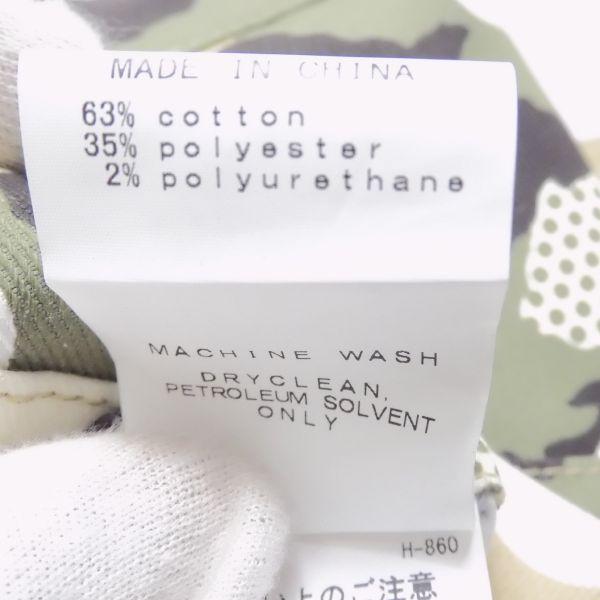 MADE IN CHINA
63% cotton
35% polyester
2% polyurethane
MACHINE WASH
DRYCLEAN,
PETROLEUM SOLVENT
ONLY
H-860
上のご注意